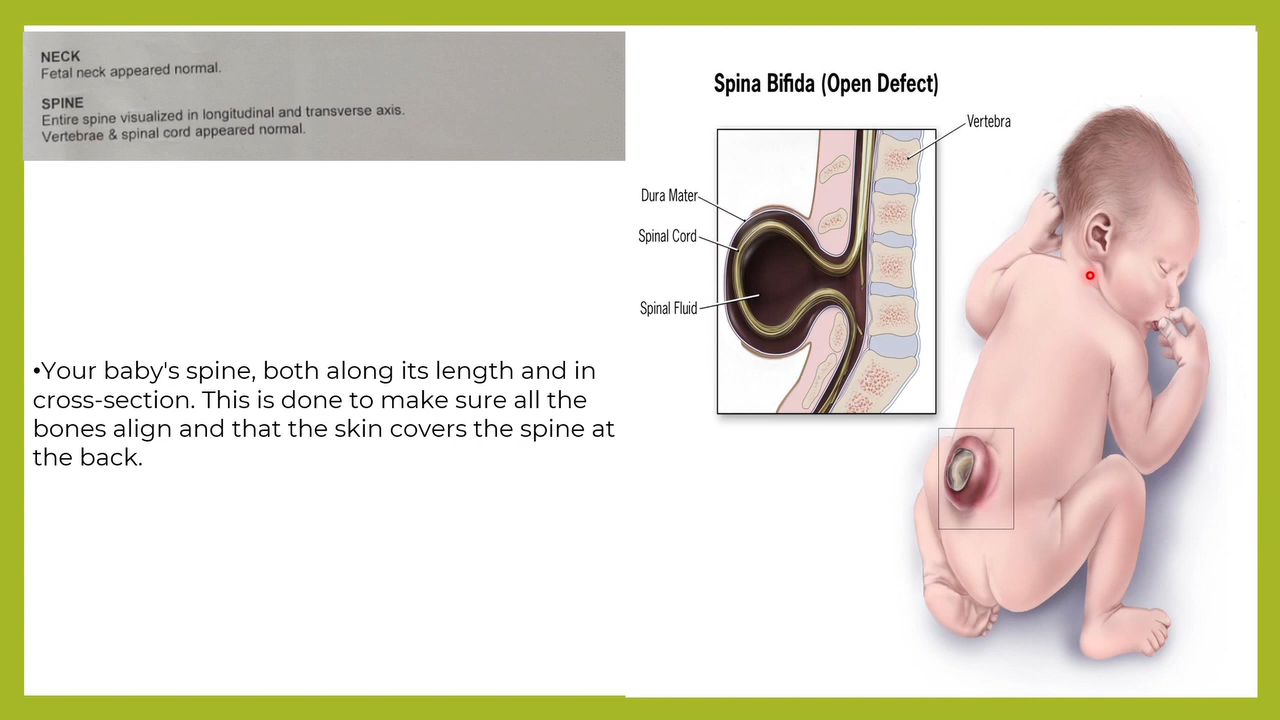 NECK
Fetal neck appeared normal.
SPINE
Entire spine visualized in longitudinal and transverse axis.
Vertebrae & spinal cord appeared normal.
•Your baby's spine, both along its length and in
cross-section. This is done to make sure all the
bones align and that the skin covers the spine at
the back.
Spina Bifida (Open Defect)
Vertebra
Dura Mater
Spinal Cord
Spinal Fluid